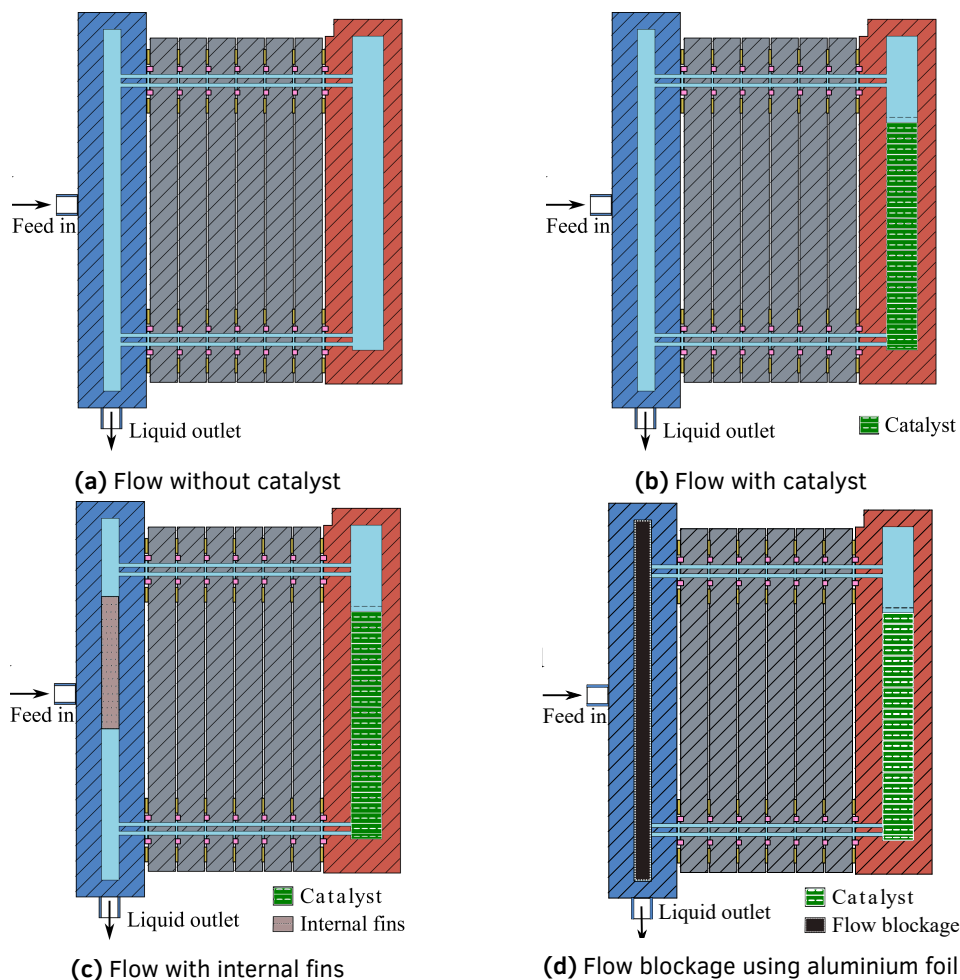 Feed in
Liquid outlet
(a) Flow without catalyst
Feed in
Liquid outlet
Catalyst
(b) Flow with catalyst
Feed in
Liquid outlet
Catalyst
Internal fins
(c) Flow with internal fins
Feed in
Liquid outlet
Catalyst
Flow blockage
(d) Flow blockage using aluminium foil